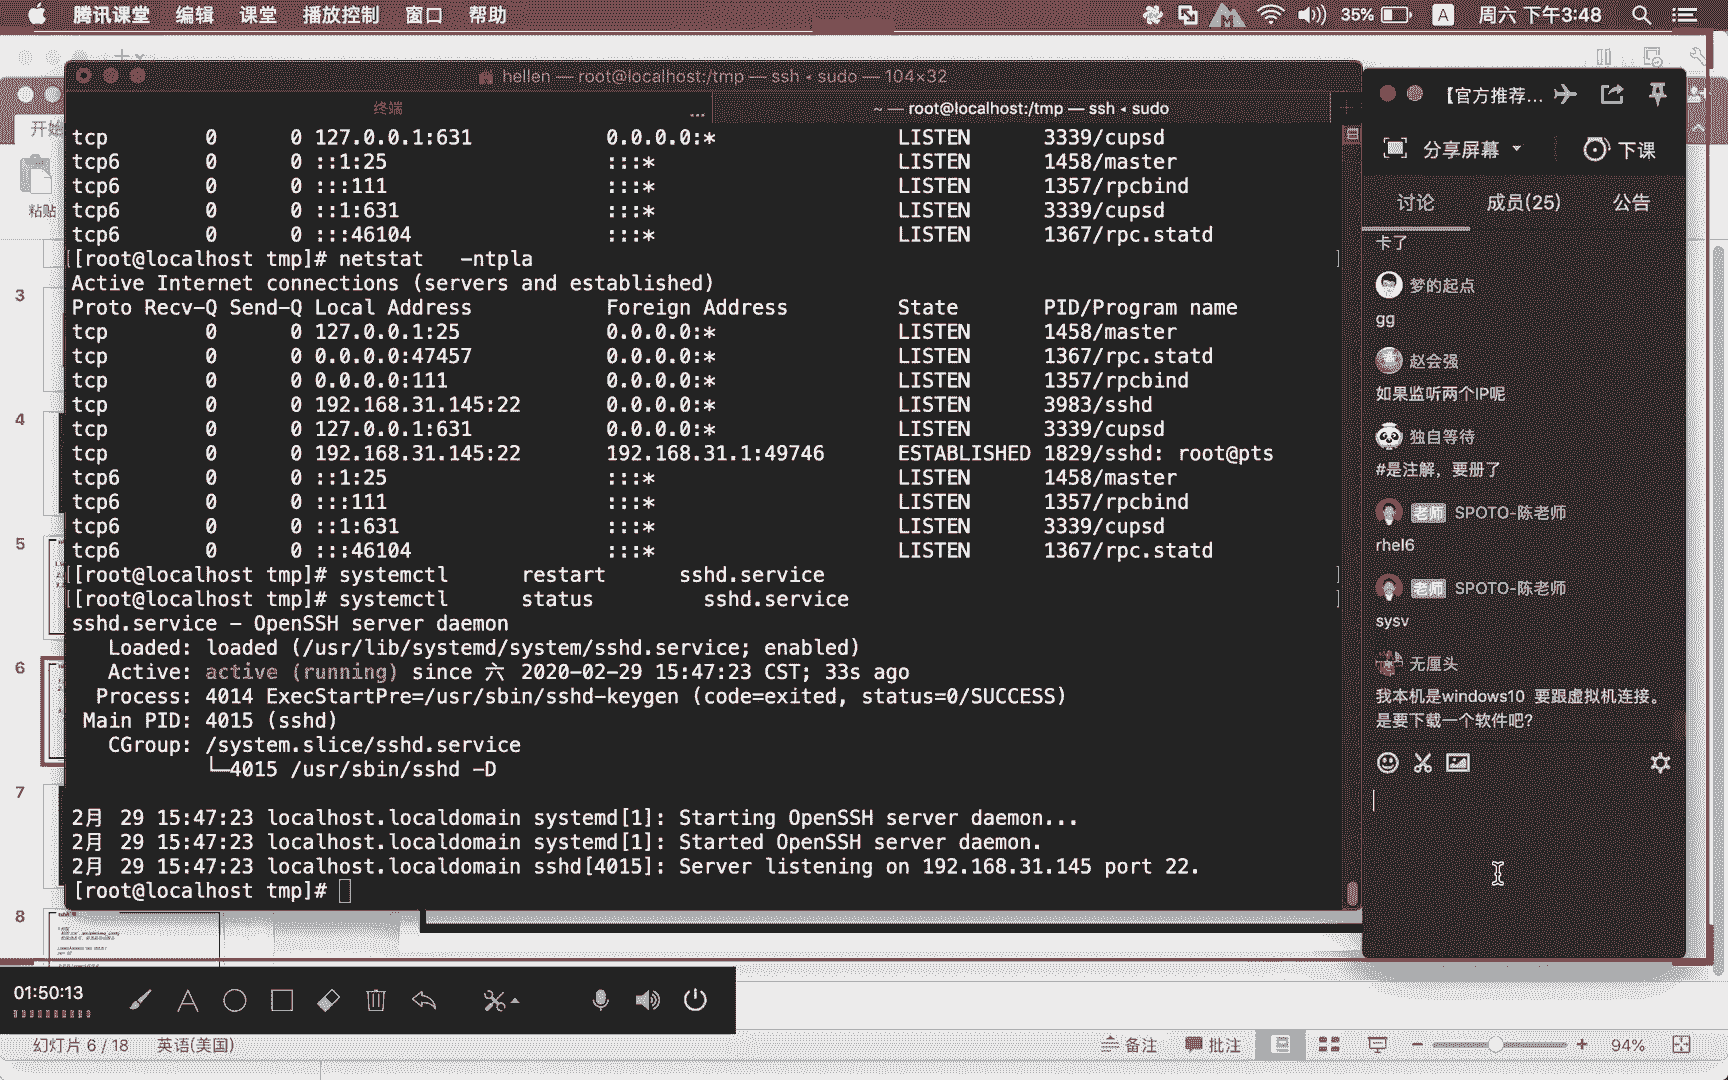 腾讯课堂 编辑 课堂 播放控制 窗口 帮助 35% A 周六 下午3:48
hellen — root@localhost:/tmp — ssh ◂ sudo — 104×32
终端 ... ~ — root@localhost:/tmp — ssh ◂ sudo
tcp 0 0 127.0.0.1:631 0.0.0.0:* LISTEN 3339/cupsd
tcp6 0 0 ::1:25 :::* LISTEN 1458/master
tcp6 0 0 :::111 :::* LISTEN 1357/rpcbind
tcp6 0 0 ::1:631 :::* LISTEN 3339/cupsd
tcp6 0 0 :::46104 :::* LISTEN 1367/rpc.statd
[[root@localhost tmp]# netstat -ntpla ]
Active Internet connections (servers and established)
Proto Recv-Q Send-Q Local Address Foreign Address State PID/Program name
tcp 0 0 127.0.0.1:25 0.0.0.0:* LISTEN 1458/master
tcp 0 0 0.0.0.0:47457 0.0.0.0:* LISTEN 1367/rpc.statd
tcp 0 0 0.0.0.0:111 0.0.0.0:* LISTEN 1357/rpcbind
tcp 0 0 192.168.31.145:22 0.0.0.0:* LISTEN 3983/sshd
tcp 0 0 127.0.0.1:631 0.0.0.0:* LISTEN 3339/cupsd
tcp 0 0 192.168.31.145:22 192.168.31.1:49746 ESTABLISHED 1829/sshd: root@pts
tcp6 0 0 ::1:25 :::* LISTEN 1458/master
tcp6 0 0 :::111 :::* LISTEN 1357/rpcbind
tcp6 0 0 ::1:631 :::* LISTEN 3339/cupsd
tcp6 0 0 :::46104 :::* LISTEN 1367/rpc.statd
[[root@localhost tmp]# systemctl restart sshd.service ]
[[root@localhost tmp]# systemctl status sshd.service ]
sshd.service - OpenSSH server daemon
Loaded: loaded (/usr/lib/systemd/system/sshd.service; enabled)
Active: active (running) since 六 2020-02-29 15:47:23 CST; 33s ago
Process: 4014 ExecStartPre=/usr/sbin/sshd-keygen (code=exited, status=0/SUCCESS)
Main PID: 4015 (sshd)
CGroup: /system.slice/sshd.service
└─4015 /usr/sbin/sshd -D
2月 29 15:47:23 localhost.localdomain systemd[1]: Starting OpenSSH server daemon...
2月 29 15:47:23 localhost.localdomain systemd[1]: Started OpenSSH server daemon.
2月 29 15:47:23 localhost.localdomain sshd[4015]: Server listening on 192.168.31.145 port 22.
[root@localhost tmp]#
【官方推荐...
分享屏幕 下课
讨论 成员(25) 公告
卡了
梦的起点
gg
赵会强
如果监听两个IP呢
独自等待
#是注解，要册了
老师 SPOTO-陈老师
rhel6
老师 SPOTO-陈老师
sysv
无厘头
我本机是windows10 要跟虚拟机连接。
是要下载一个软件吧?
开始
粘贴
3
4
5
6
7
8
01:50:13
幻灯片 6 / 18 英语(美国) 备注 批注 94%